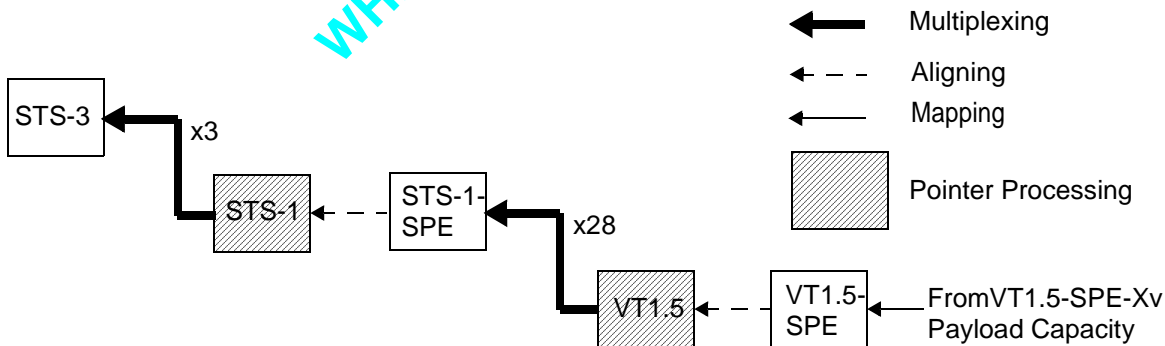 WH
Multiplexing
Aligning
Mapping
Pointer Processing
STS-3
x3
STS-1
STS-1-
SPE
x28
VT1.5
VT1.5-
SPE
FromVT1.5-SPE-Xv
Payload Capacity